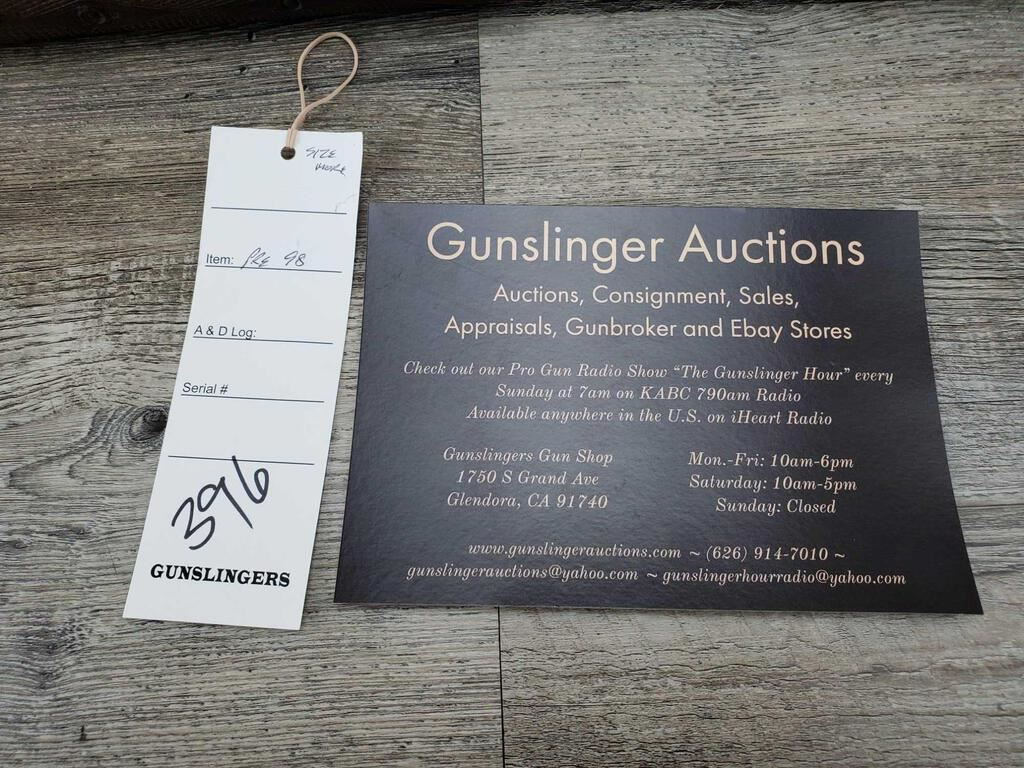 SIZE
Item: PRE 98
A & D Log:
Serial #
396
GUNSLINGERS
Gunslinger Auctions
Auctions, Consignment, Sales,
Appraisals, Gunbroker and Ebay Stores
Check out our Pro Gun Radio Show “The Gunslinger Hour” every
Sunday at 7am on KABC 790am Radio
Available anywhere in the U.S. on iHeart Radio
Gunslingers Gun Shop
1750 S Grand Ave
Glendora, CA 91740
Mon.-Fri: 10am-6pm
Saturday: 10am-5pm
Sunday: Closed
www.gunslingerauctions.com ~ (626) 914-7010 ~
gunslingerauctions@yahoo.com ~ gunslingerhourradio@yahoo.com